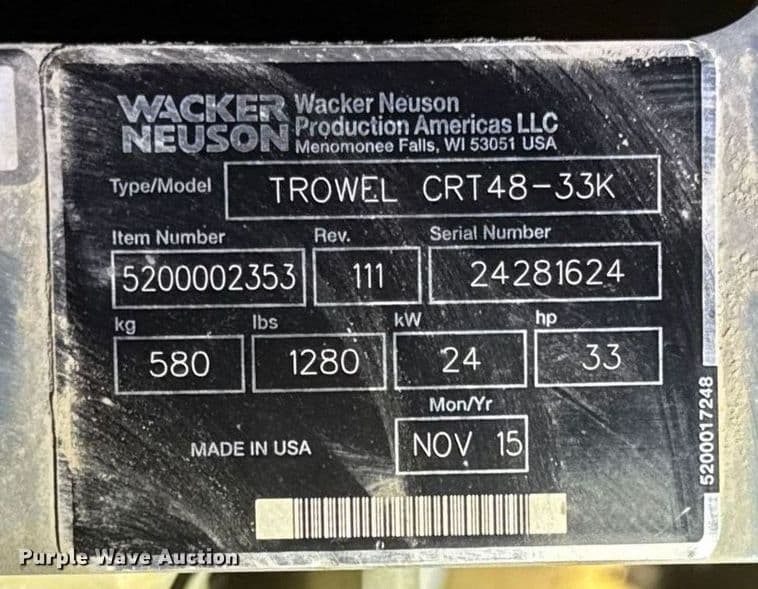 WACKER NEUSON
Wacker Neuson
Production Americas LLC
Menomonee Falls, WI 53051 USA
Type/Model TROWEL CRT48-33K
Item Number Rev. Serial Number
5200002353 111 24281624
kg lbs kW hp
580 1280 24 33
Mon/Yr
MADE IN USA NOV 15
5200017248
Purple Wave Auction